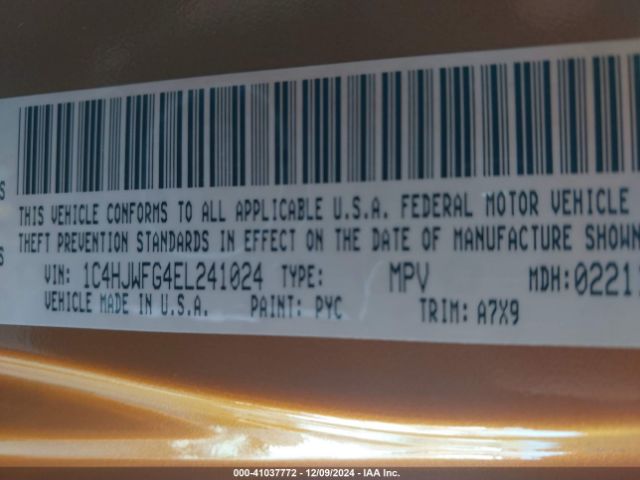 S
THIS VEHICLE CONFORMS TO ALL APPLICABLE U.S.A. FEDERAL MOTOR VEHICLE
S
THEFT PREVENTION STANDARDS IN EFFECT ON THE DATE OF MANUFACTURE SHOWN
VIN: 1C4HJWFG4EL241024 TYPE: MPV MDH:02211
VEHICLE MADE IN U.S.A. PAINT: PYC TRIM: A7X9
000-41037772 - 12/09/2024 - IAA Inc.